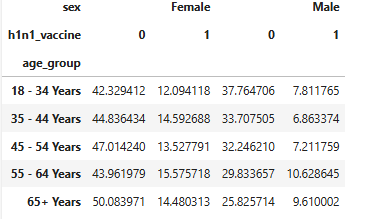 sex Female Male
h1n1_vaccine 0 1 0 1
age_group
18 - 34 Years 42.329412 12.094118 37.764706 7.811765
35 - 44 Years 44.836434 14.592688 33.707505 6.863374
45 - 54 Years 47.014240 13.527791 32.246210 7.211759
55 - 64 Years 43.961979 15.575718 29.833657 10.628645
65+ Years 50.083971 14.480313 25.825714 9.610002